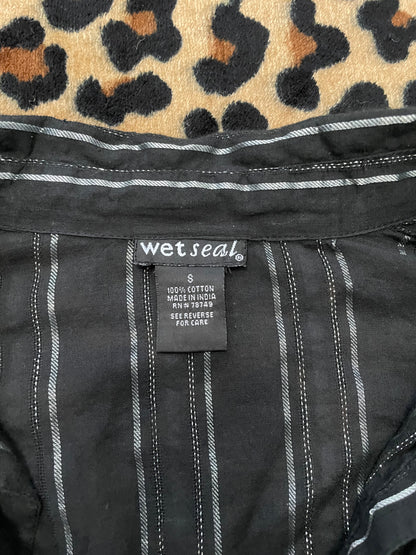 wet seal®
S
100% COTTON
MADE IN INDIA
RN# 78749
SEE REVERSE
FOR CARE